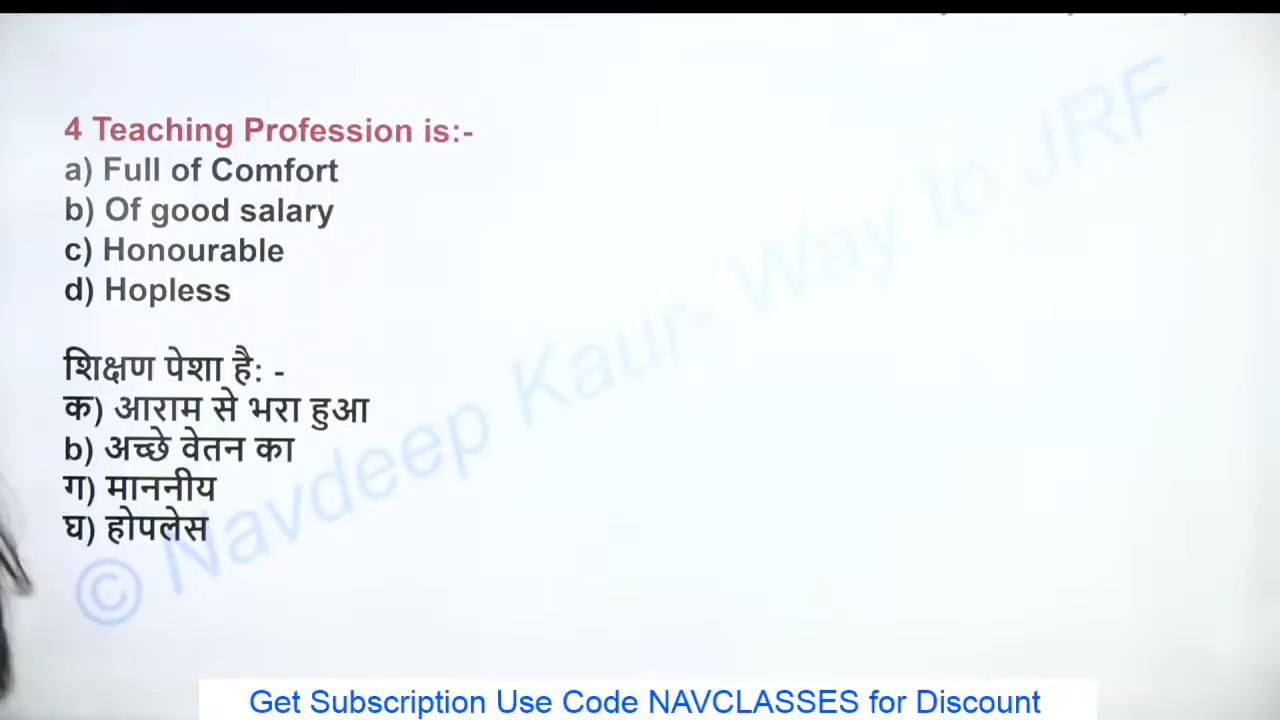 4 Teaching Profession is:-
a) Full of Comfort
b) Of good salary
c) Honourable
d) Hopless
शिक्षण पेशा है: -
क) आराम से भरा हुआ
b) अच्छे वेतन का
ग) माननीय
घ) होपलेस
© Navdeep Kaur- Way to JRF
Get Subscription Use Code NAVCLASSES for Discount